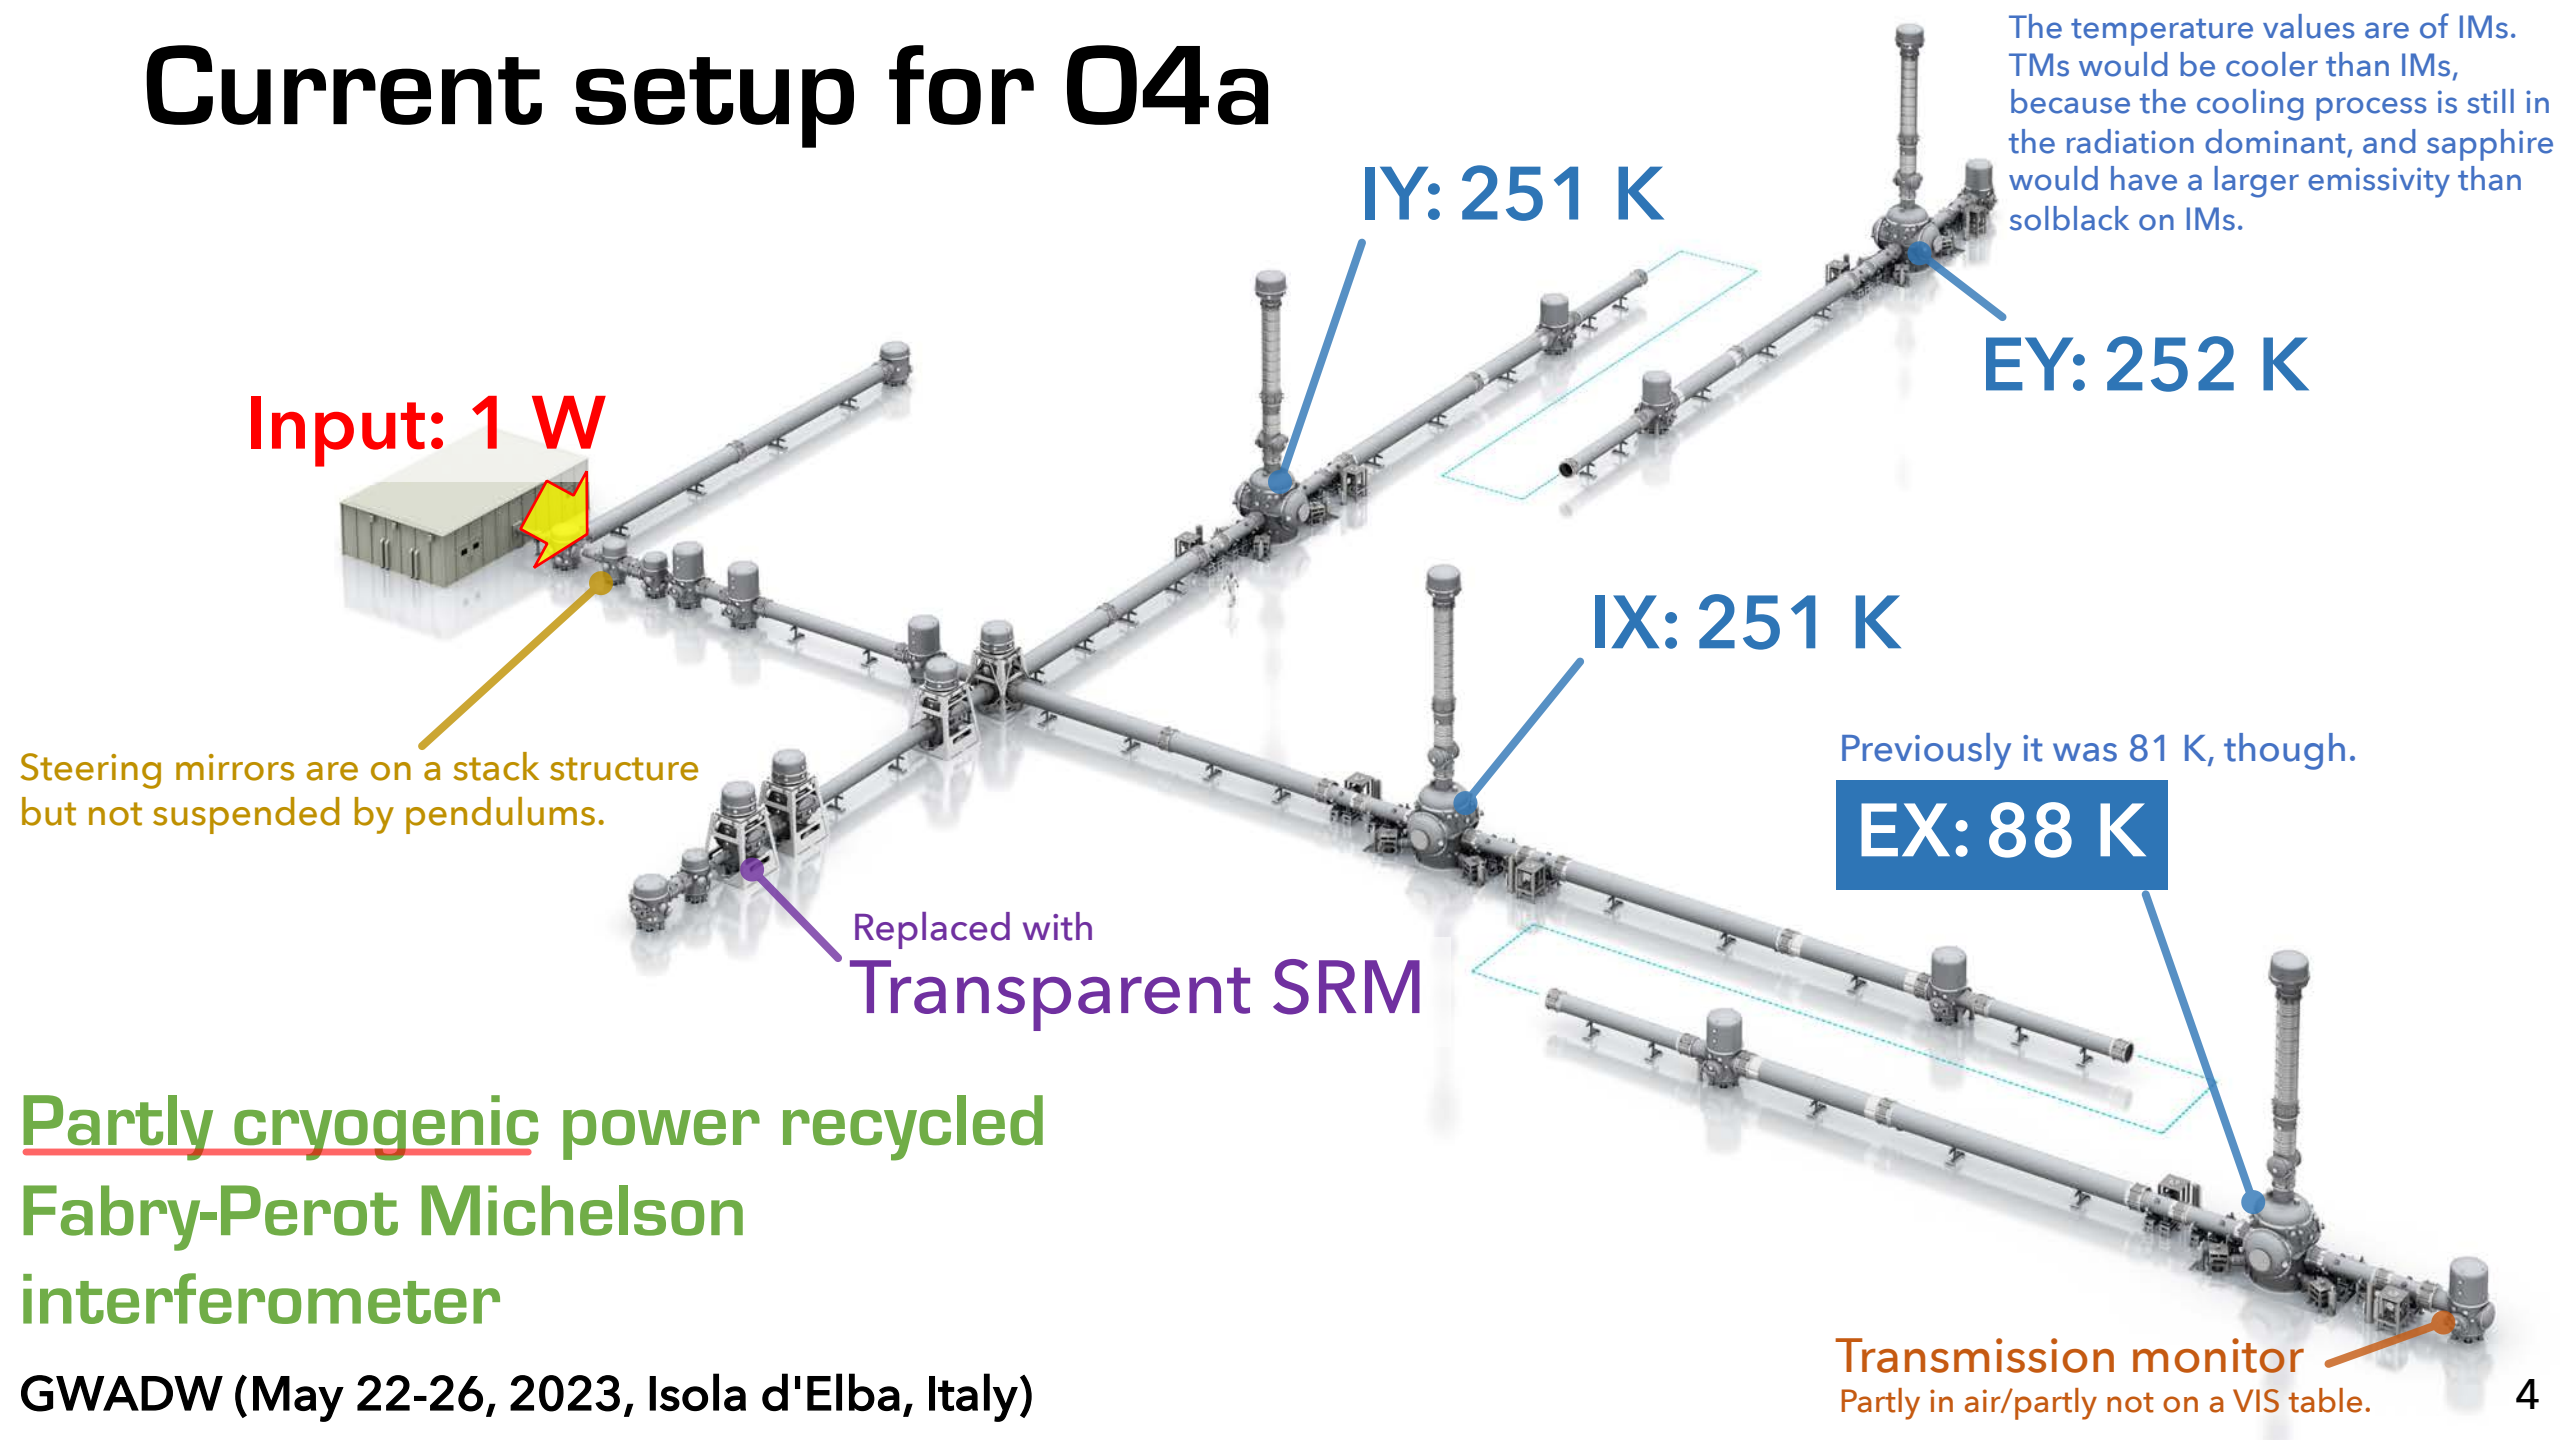 Current setup for O4a
The temperature values are of IMs.
TMs would be cooler than IMs,
because the cooling process is still in
the radiation dominant, and sapphire
would have a larger emissivity than
solblack on IMs.
IY: 251 K
EY: 252 K
Input: 1 W
IX: 251 K
Steering mirrors are on a stack structure
but not suspended by pendulums.
Previously it was 81 K, though.
EX: 88 K
Replaced with
Transparent SRM
Partly cryogenic power recycled
Fabry-Perot Michelson
interferometer
Transmission monitor
Partly in air/partly not on a VIS table.
GWADW (May 22-26, 2023, Isola d'Elba, Italy)
4